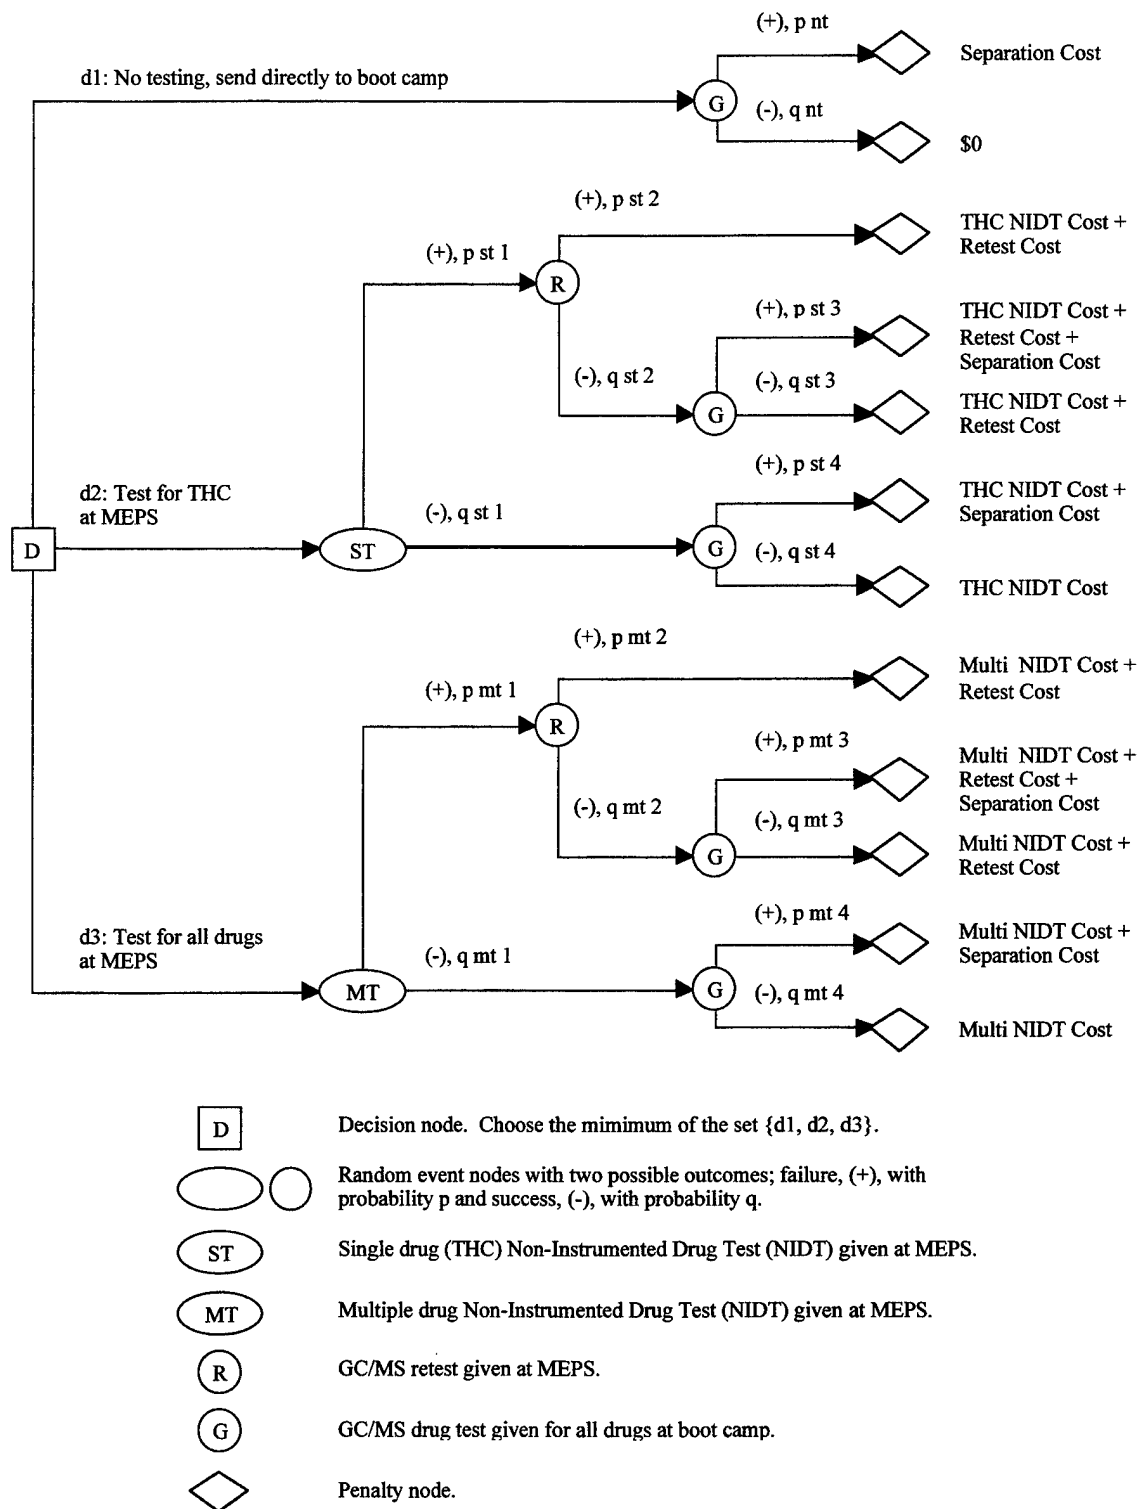 (+), p nt
Separation Cost
d1: No testing, send directly to boot camp
G
(-), q nt
$0
(+), p st 2
THC NIDT Cost +
Retest Cost
(+), p st 1
R
(+), p st 3
THC NIDT Cost +
Retest Cost +
Separation Cost
(-), q st 2
(-), q st 3
G
THC NIDT Cost +
Retest Cost
(+), p st 4
d2: Test for THC
at MEPS
(-), q st 1
THC NIDT Cost +
Separation Cost
D
ST
G
(-), q st 4
THC NIDT Cost
(+), p mt 2
Multi NIDT Cost +
Retest Cost
(+), p mt 1
R
(+), p mt 3
Multi NIDT Cost +
Retest Cost +
Separation Cost
(-), q mt 2
(-), q mt 3
G
Multi NIDT Cost +
Retest Cost
(+), p mt 4
d3: Test for all drugs
at MEPS
(-), q mt 1
Multi NIDT Cost +
Separation Cost
MT
G
(-), q mt 4
Multi NIDT Cost
D
Decision node. Choose the mimimum of the set {d1, d2, d3}.
Random event nodes with two possible outcomes; failure, (+), with
probability p and success, (-), with probability q.
ST
Single drug (THC) Non-Instrumented Drug Test (NIDT) given at MEPS.
MT
Multiple drug Non-Instrumented Drug Test (NIDT) given at MEPS.
R
GC/MS retest given at MEPS.
G
GC/MS drug test given for all drugs at boot camp.
Penalty node.